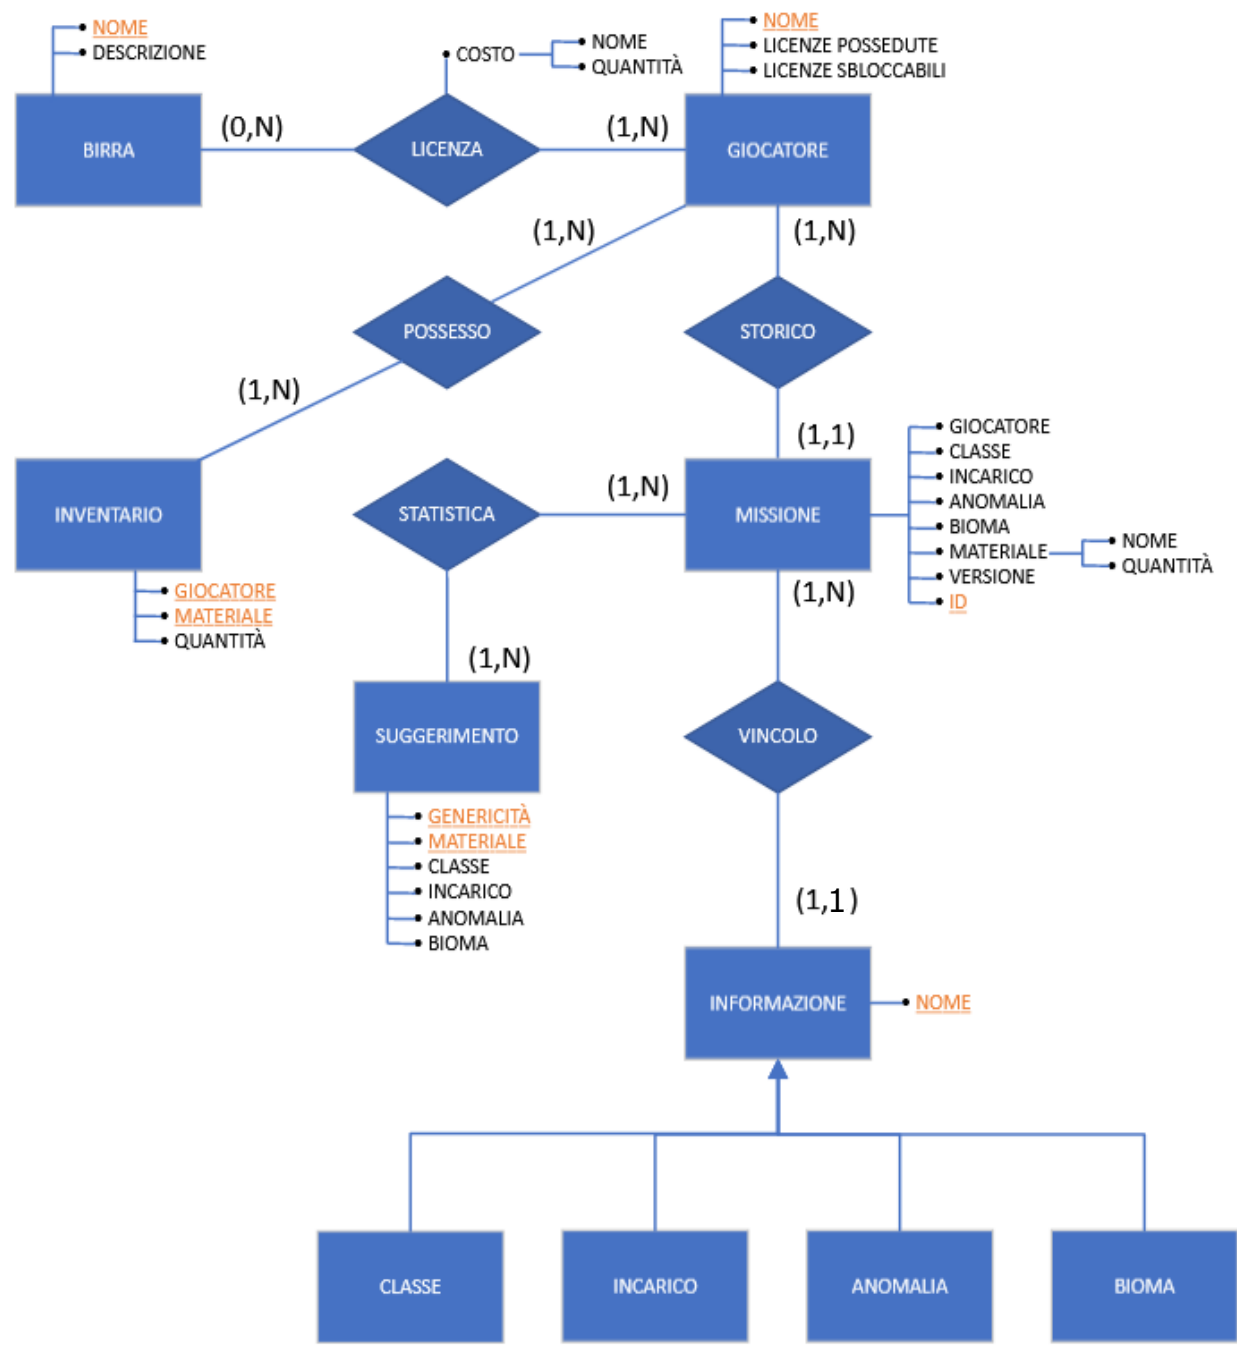 NOME
DESCRIZIONE
BIRRA
(0,N)
COSTO
NOME
QUANTITÀ
LICENZA
(1,N)
NOME
LICENZE POSSEDUTE
LICENZE SBLOCCABILI
GIOCATORE
(1,N)
(1,N)
POSSESSO
STORICO
(1,N)
(1,1)
INVENTARIO
GIOCATORE
MATERIALE
QUANTITÀ
STATISTICA
(1,N)
MISSIONE
GIOCATORE
CLASSE
INCARICO
ANOMALIA
BIOMA
MATERIALE
NOME
QUANTITÀ
VERSIONE
ID
(1,N)
(1,N)
SUGGERIMENTO
GENERICITÀ
MATERIALE
CLASSE
INCARICO
ANOMALIA
BIOMA
VINCOLO
(1,1)
INFORMAZIONE
NOME
CLASSE
INCARICO
ANOMALIA
BIOMA